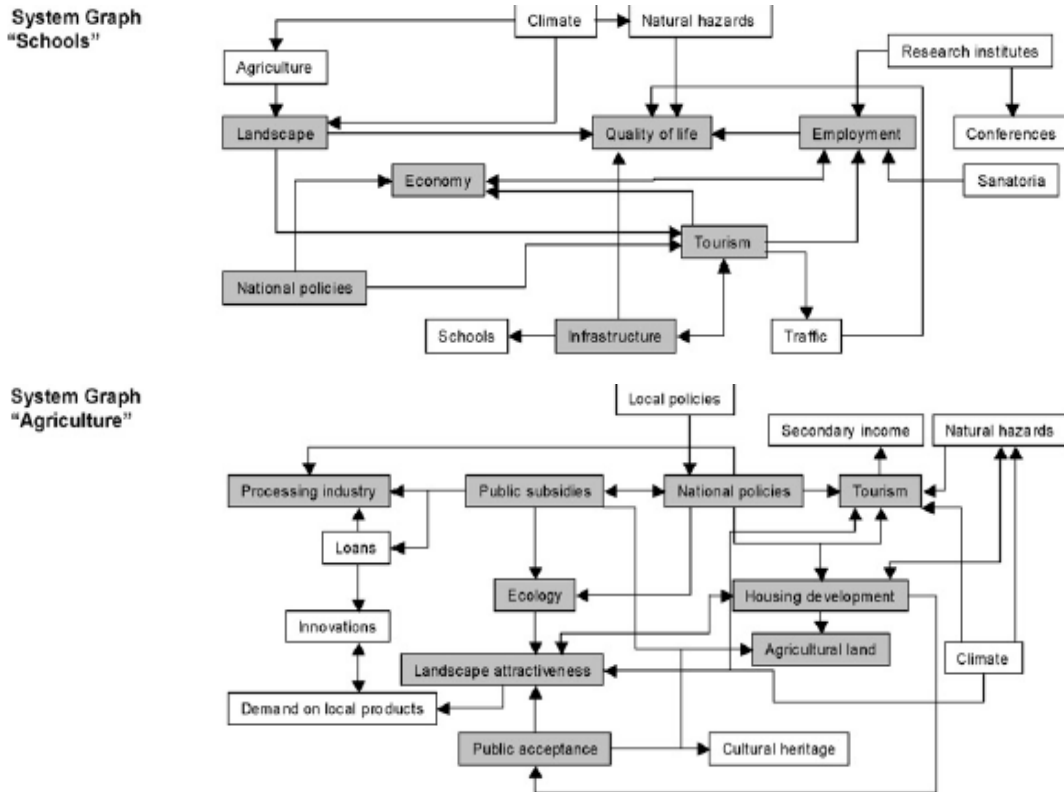 System Graph
“Schools”
Climate
Natural hazards
Agriculture
Research institutes
Landscape
Quality of life
Employment
Conferences
Economy
Sanatoria
Tourism
National policies
Schools
Infrastructure
Traffic
System Graph
“Agriculture”
Local policies
Secondary income
Natural hazards
Processing industry
Public subsidies
National policies
Tourism
Loans
Ecology
Housing development
Innovations
Agricultural land
Climate
Landscape attractiveness
Demand on local products
Public acceptance
Cultural heritage